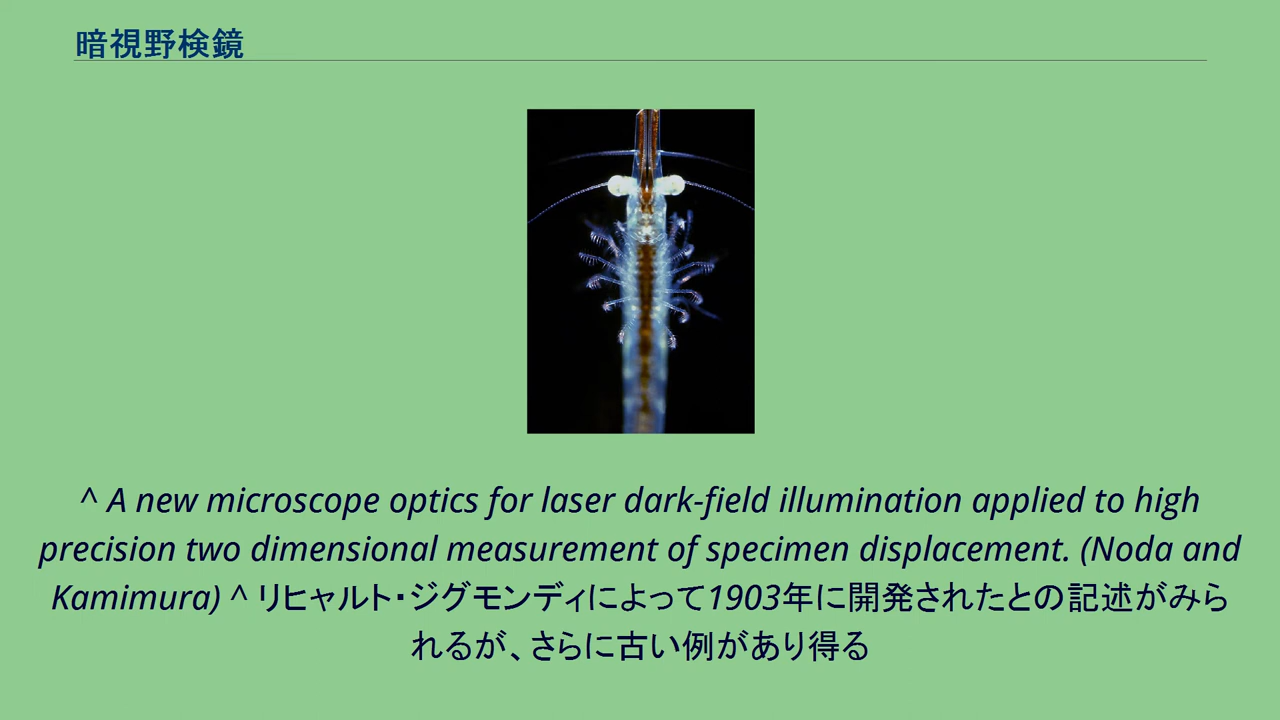 暗視野検鏡
^ A new microscope optics for laser dark-field illumination applied to high
precision two dimensional measurement of specimen displacement. (Noda and
Kamimura) ^ リヒャルト・ジグモンディによって1903年に開発されたとの記述がみら
れるが、さらに古い例があり得る